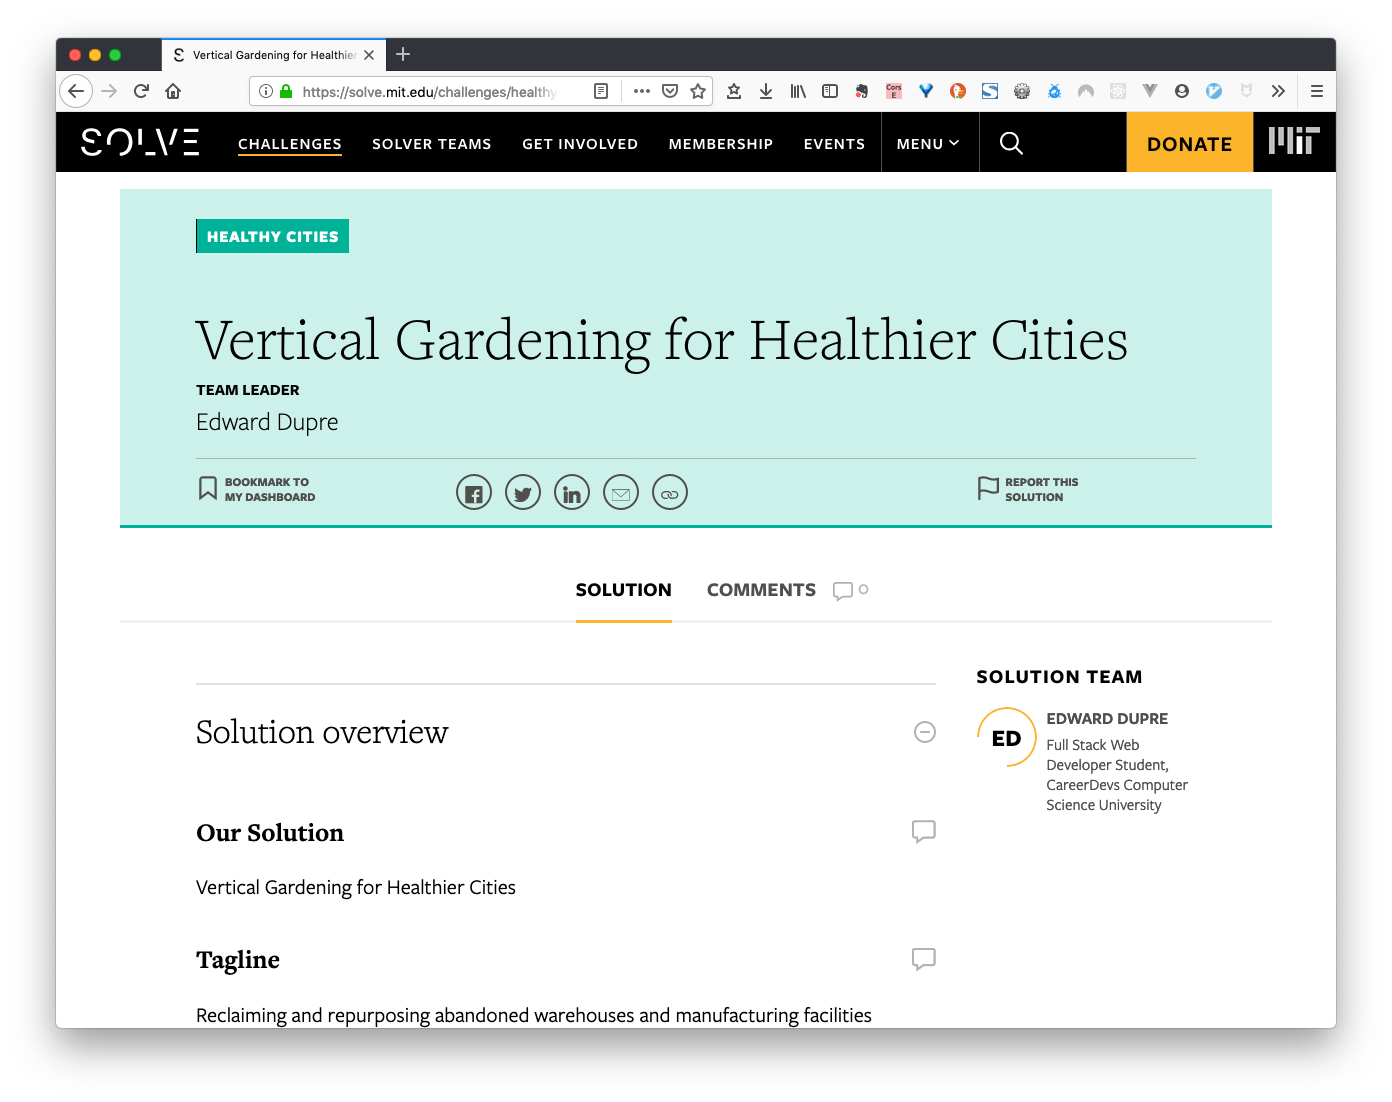 Vertical Gardening for Healthier
https://solve.mit.edu/challenges/healthy
Cors
E
SOLVE
CHALLENGES
SOLVER TEAMS
GET INVOLVED
MEMBERSHIP
EVENTS
MENU
DONATE
MIT
HEALTHY CITIES
Vertical Gardening for Healthier Cities
TEAM LEADER
Edward Dupre
BOOKMARK TO
MY DASHBOARD
REPORT THIS
SOLUTION
SOLUTION
COMMENTS
0
SOLUTION TEAM
ED
EDWARD DUPRE
Full Stack Web
Developer Student,
CareerDevs Computer
Science University
Solution overview
Our Solution
Vertical Gardening for Healthier Cities
Tagline
Reclaiming and repurposing abandoned warehouses and manufacturing facilities